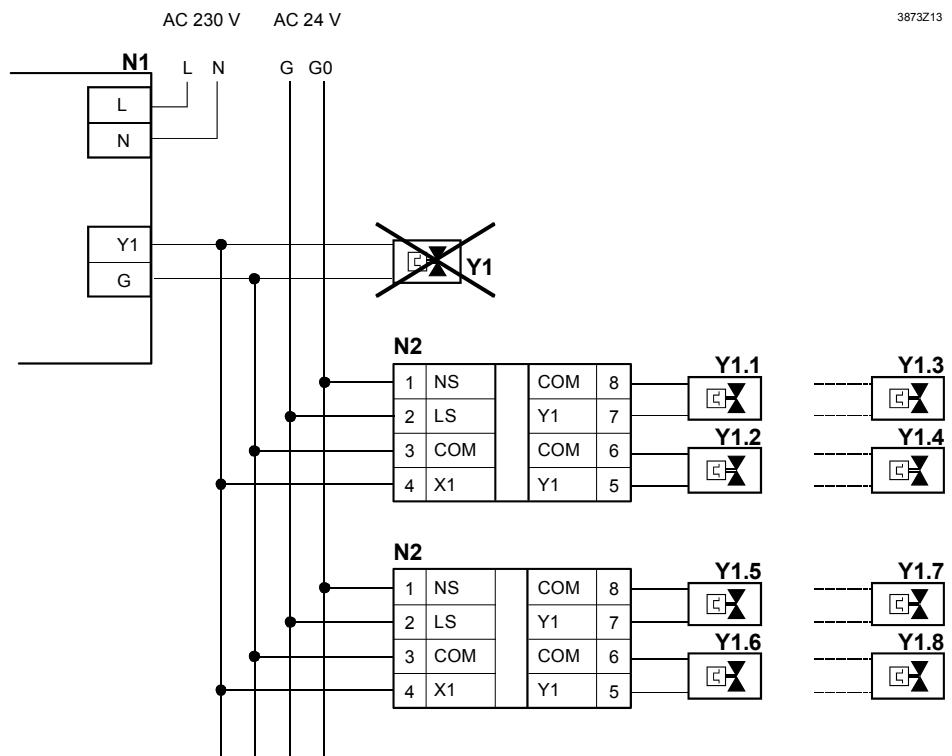 AC 230 V AC 24 V 3873Z13
N1 L N G G0
L
N
Y1
G
Y1
N2
1 NS COM 8
2 LS Y1 7
3 COM COM 6
4 X1 Y1 5
Y1.1 Y1.3
Y1.2 Y1.4
N2
1 NS COM 8
2 LS Y1 7
3 COM COM 6
4 X1 Y1 5
Y1.5 Y1.7
Y1.6 Y1.8